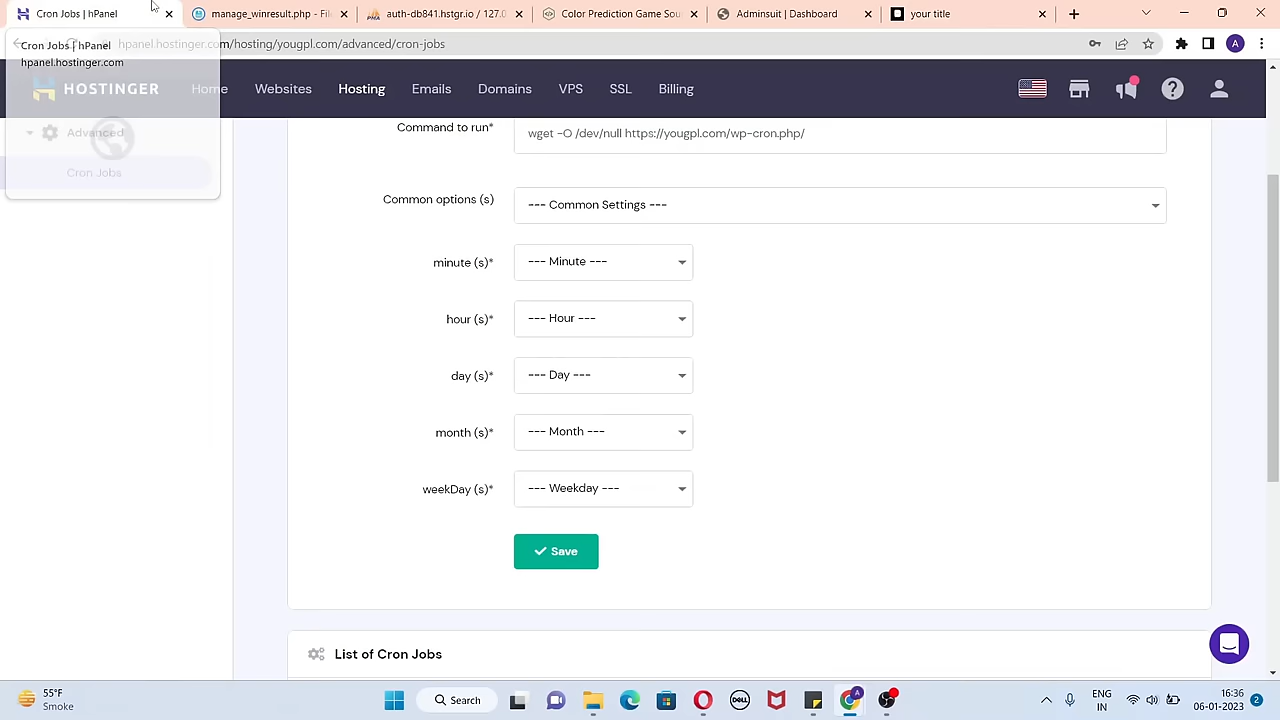 Cron Jobs | hPanel
manage_winresult.php - Fil
auth-db841.hstgr.io / 127.0
Color Prediction Game Sou
Adminsuit | Dashboard
your title
Cron Jobs | hPanel
hpanel.hostinger.com
hpanel.hostinger.com/hosting/yougpl.com/advanced/cron-jobs
A
HOSTINGER
Home
Websites
Hosting
Emails
Domains
VPS
SSL
Billing
Advanced
Cron Jobs
Command to run*
wget -O /dev/null https://yougpl.com/wp-cron.php/
Common options (s)
--- Common Settings ---
minute (s)*
--- Minute ---
hour (s)*
--- Hour ---
day (s)*
--- Day ---
month (s)*
--- Month ---
weekDay (s)*
--- Weekday ---
Save
List of Cron Jobs
55°F
Smoke
Search
DELL
A
ENG
IN
16:36
06-01-2023
2